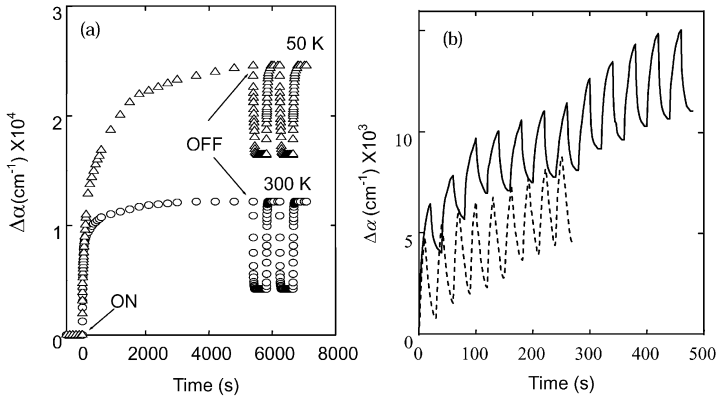 (a)
3
2
1
0
Δα(cm⁻¹) X10⁴
50 K
OFF
300 K
ON
0 2000 4000 6000 8000
Time (s)
(b)
10
5
0
Δα (cm⁻¹) X10³
0 100 200 300 400 500
Time (s)